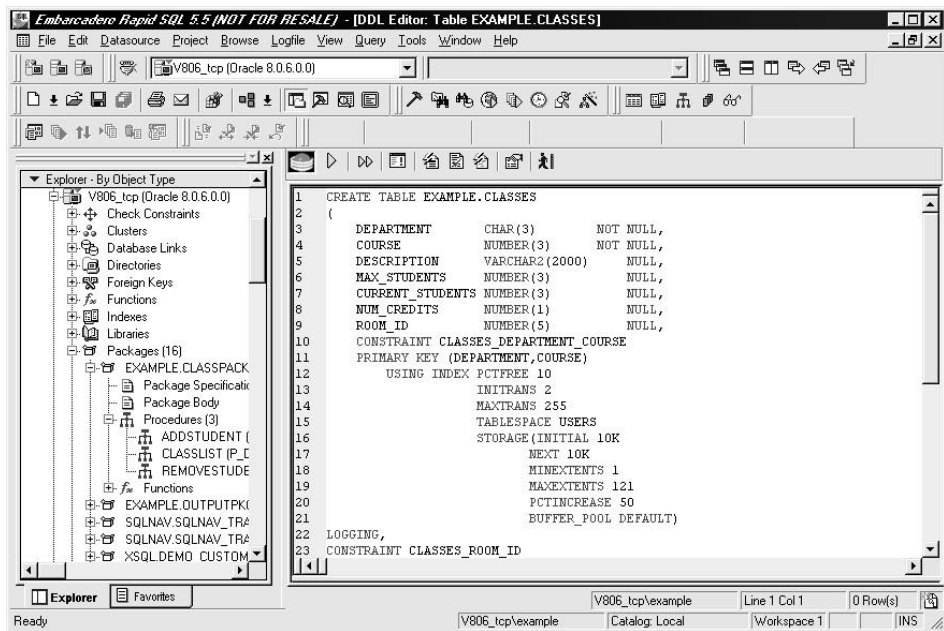 Embarcadero Rapid SQL 5.5 (NOT FOR RESALE) - [DDL Editor: Table EXAMPLE.CLASSES]
File Edit Datasource Project Browse Logfile View Query Tools Window Help
V806_tcp (Oracle 8.0.6.0.0)
Explorer - By Object Type
V806_tcp (Oracle 8.0.6.0.0)
Check Constraints
Clusters
Database Links
Directories
Foreign Keys
Functions
Indexes
Libraries
Packages (16)
EXAMPLE.CLASSPACK
Package Specificatio
Package Body
Procedures (3)
ADDSTUDENT (
CLASSLIST (P_D
REMOVESTUDE
Functions
EXAMPLE.OUTPUTPK(
SQLNAV.SQLNAV_TRA
SQLNAV.SQLNAV_TRA
XSQL.DEMO_CUSTOM
Explorer Favorites
1 CREATE TABLE EXAMPLE.CLASSES
2 (
3 DEPARTMENT CHAR(3) NOT NULL,
4 COURSE NUMBER(3) NOT NULL,
5 DESCRIPTION VARCHAR2(2000) NULL,
6 MAX_STUDENTS NUMBER(3) NULL,
7 CURRENT_STUDENTS NUMBER(3) NULL,
8 NUM_CREDITS NUMBER(1) NULL,
9 ROOM_ID NUMBER(5) NULL,
10 CONSTRAINT CLASSES_DEPARTMENT_COURSE
11 PRIMARY KEY (DEPARTMENT,COURSE)
12 USING INDEX PCTFREE 10
13 INITRANS 2
14 MAXTRANS 255
15 TABLESPACE USERS
16 STORAGE(INITIAL 10K
17 NEXT 10K
18 MINEXTENTS 1
19 MAXEXTENTS 121
20 PCTINCREASE 50
21 BUFFER_POOL DEFAULT)
22 LOGGING,
23 CONSTRAINT CLASSES_ROOM_ID
V806_tcp\example Line 1 Col 1 0 Row(s)
Ready V806_tcp\example Catalog: Local Workspace 1 INS